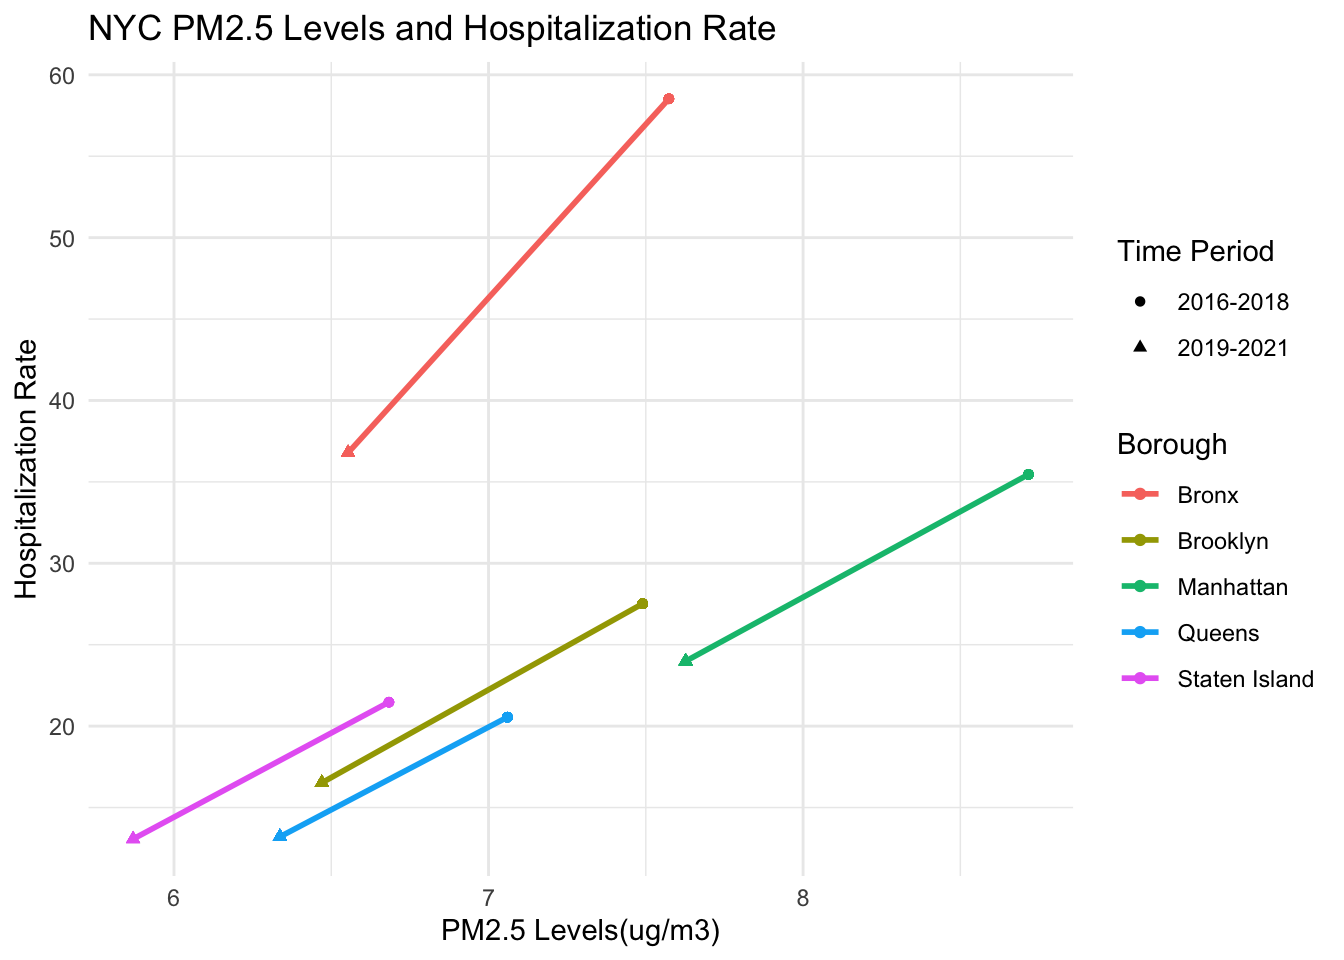 NYC PM2.5 Levels and Hospitalization Rate
60
50
40
30
20
Hospitalization Rate
6
7
8
PM2.5 Levels(ug/m3)
Time Period
2016-2018
2019-2021
Borough
Bronx
Brooklyn
Manhattan
Queens
Staten Island